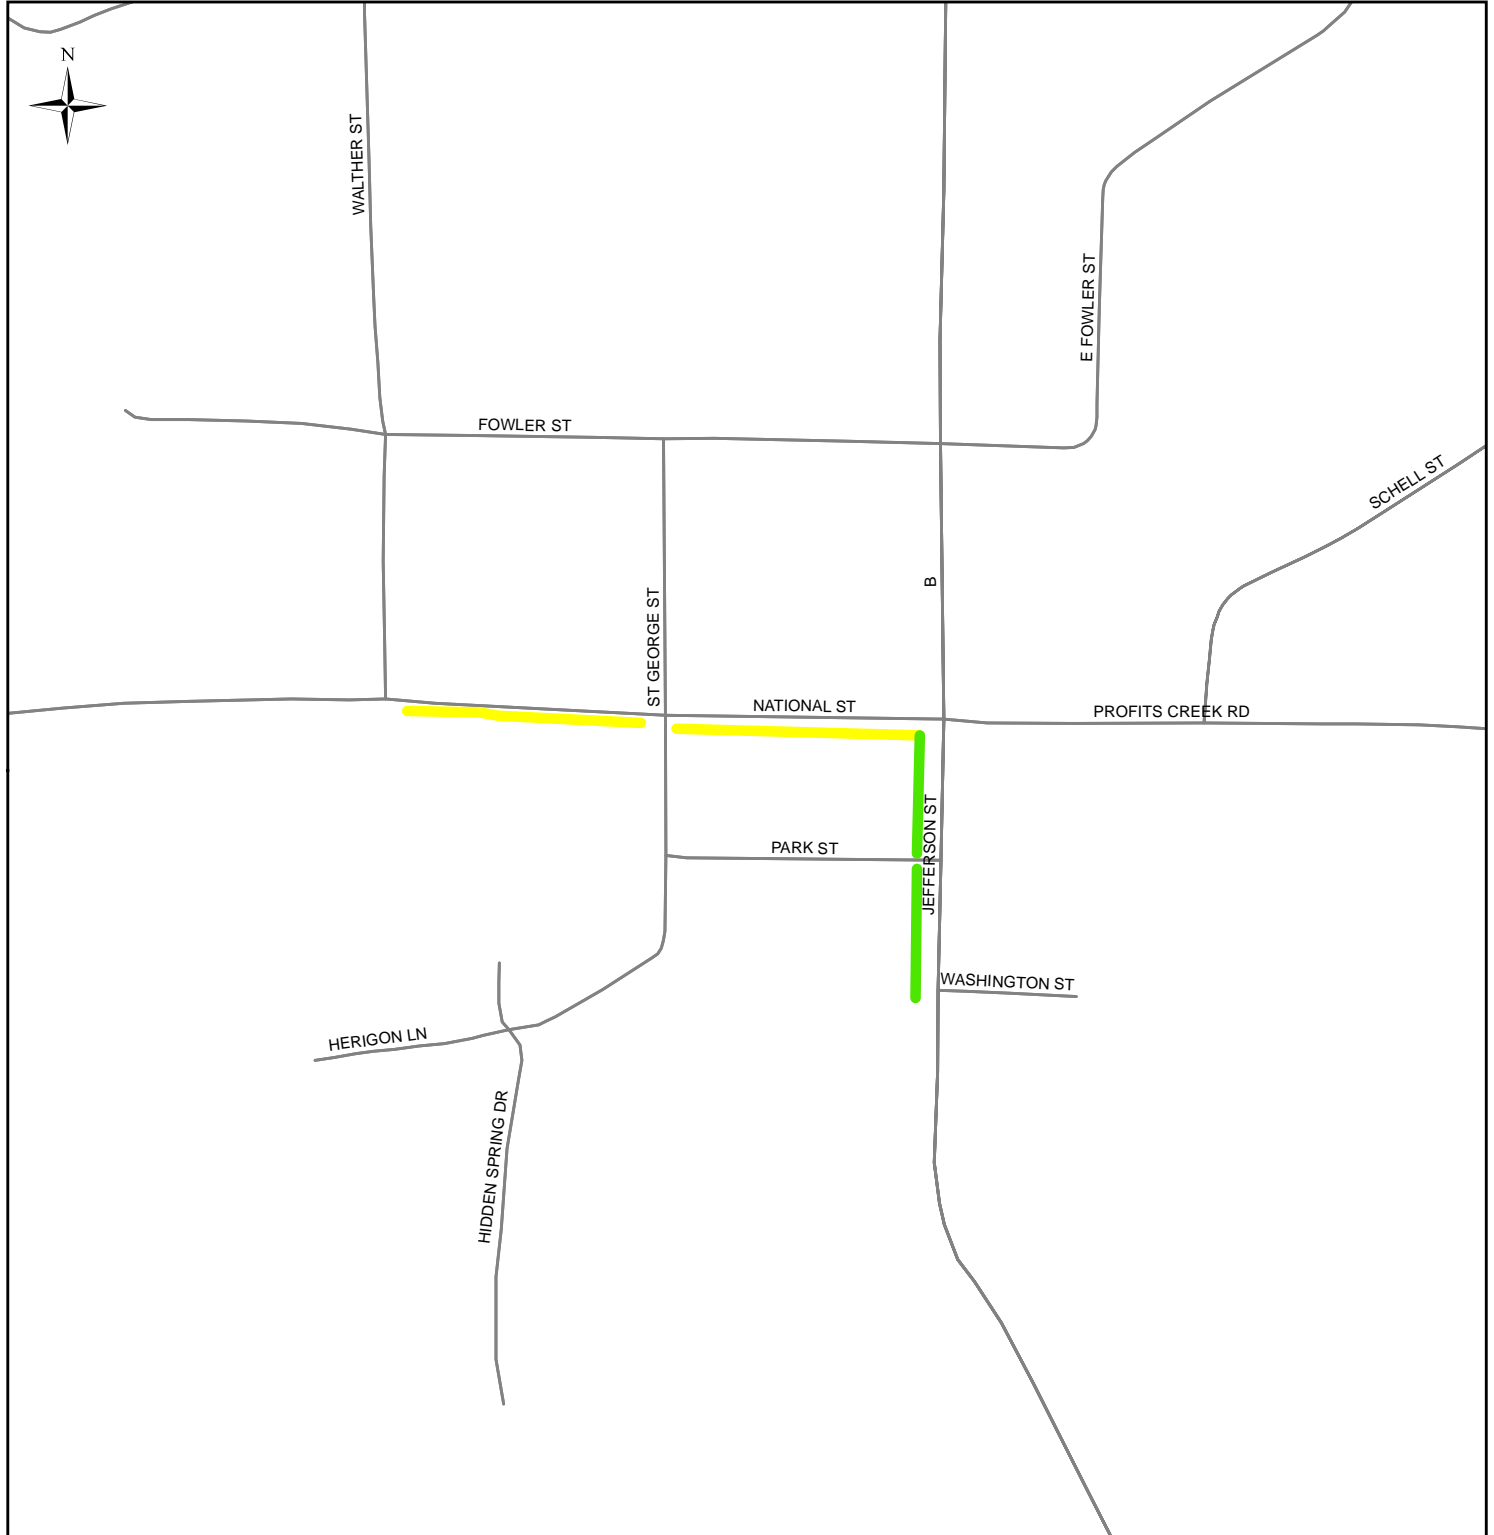 N
WALTHER ST
E FOWLER ST
FOWLER ST
SCHELL ST
B
ST GEORGE ST
NATIONAL ST
PROFITS CREEK RD
PARK ST
JEFFERSON ST
WASHINGTON ST
HERIGON LN
HIDDEN SPRING DR